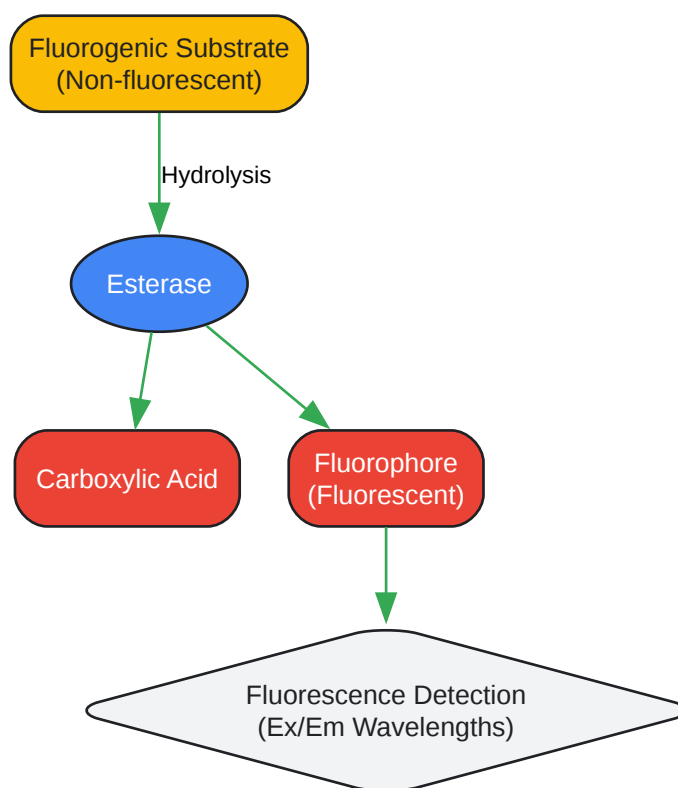 Fluorogenic Substrate
(Non-fluorescent)
Hydrolysis
Esterase
Carboxylic Acid
Fluorophore
(Fluorescent)
Fluorescence Detection
(Ex/Em Wavelengths)